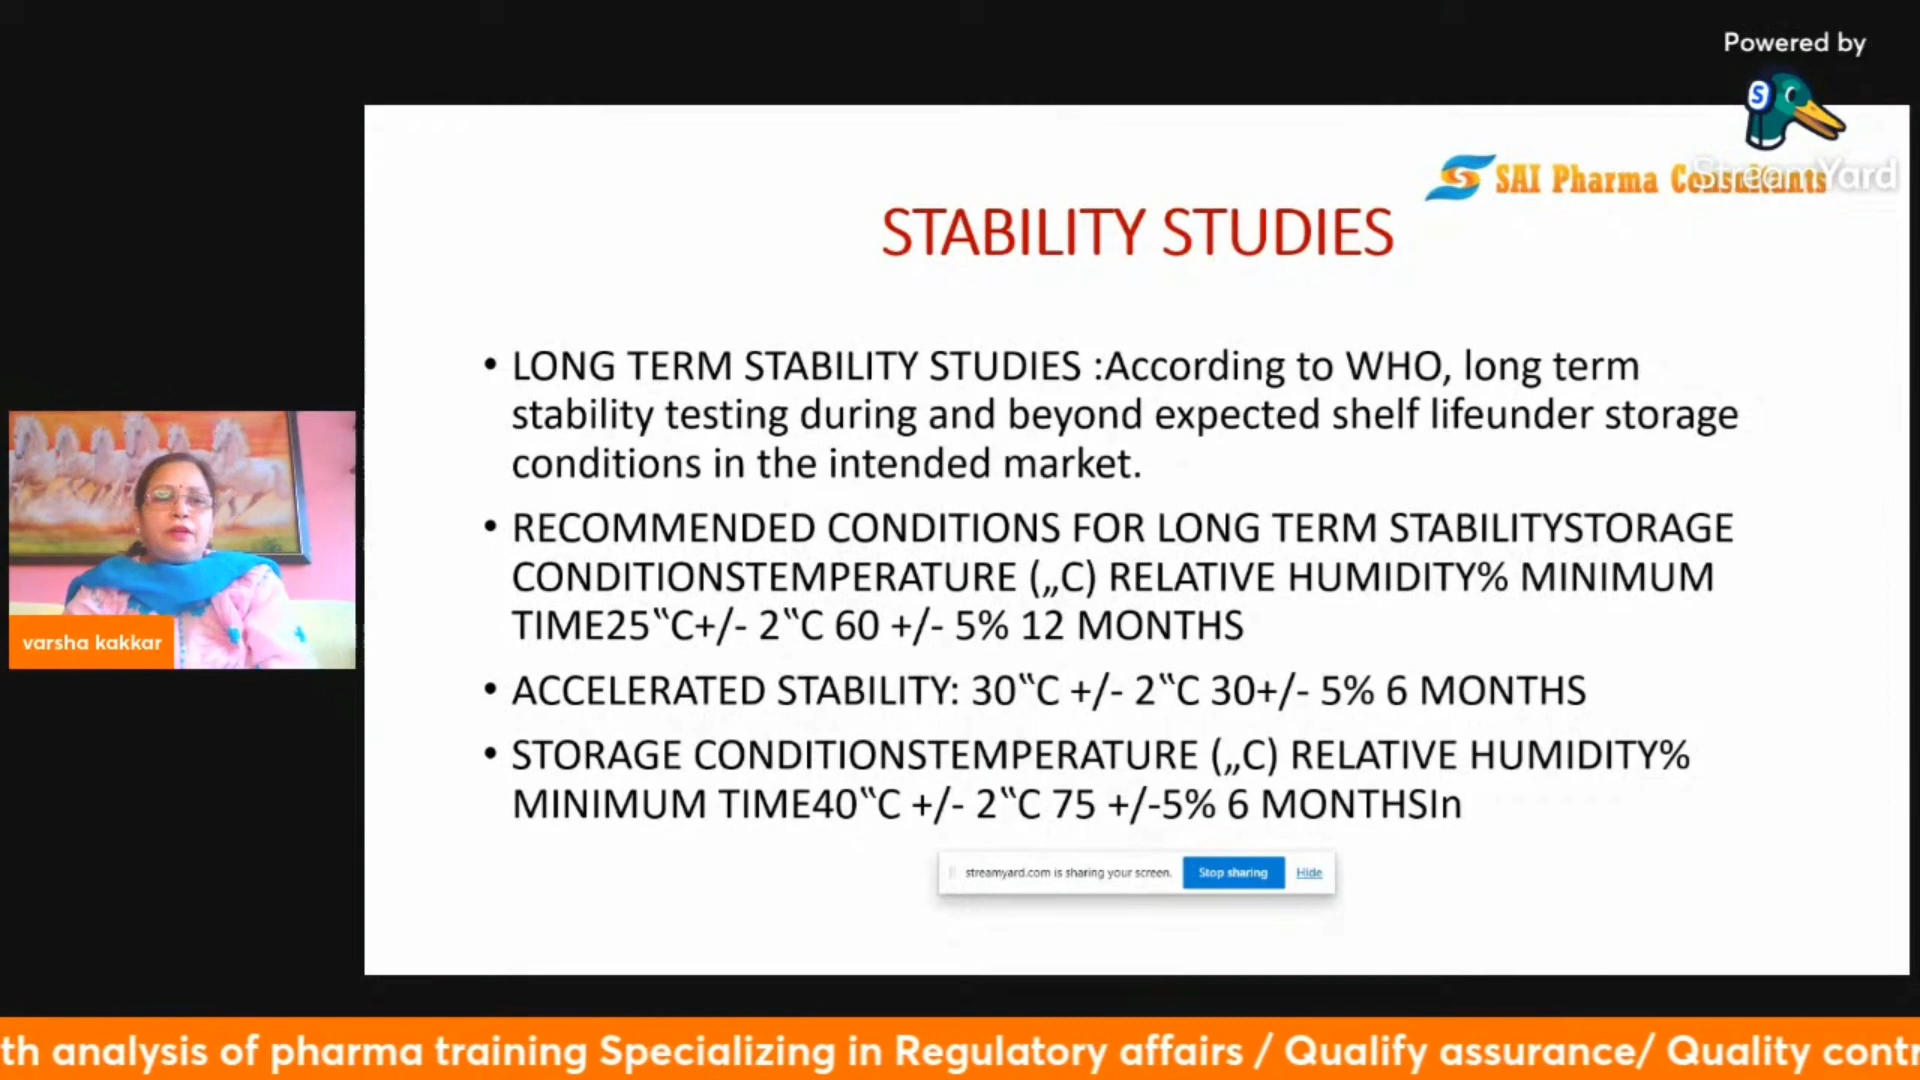 Powered by
StreamYard
SAI Pharma Consultants
STABILITY STUDIES
• LONG TERM STABILITY STUDIES :According to WHO, long term
stability testing during and beyond expected shelf lifeunder storage
conditions in the intended market.
• RECOMMENDED CONDITIONS FOR LONG TERM STABILITYSTORAGE
CONDITIONSTEMPERATURE („C) RELATIVE HUMIDITY% MINIMUM
TIME25‟C+/- 2‟C 60 +/- 5% 12 MONTHS
• ACCELERATED STABILITY: 30‟C +/- 2‟C 30+/- 5% 6 MONTHS
• STORAGE CONDITIONSTEMPERATURE („C) RELATIVE HUMIDITY%
MINIMUM TIME40‟C +/- 2‟C 75 +/-5% 6 MONTHSIn
varsha kakkar
streamyard.com is sharing your screen. Stop sharing Hide
th analysis of pharma training Specializing in Regulatory affairs / Qualify assurance/ Quality contr